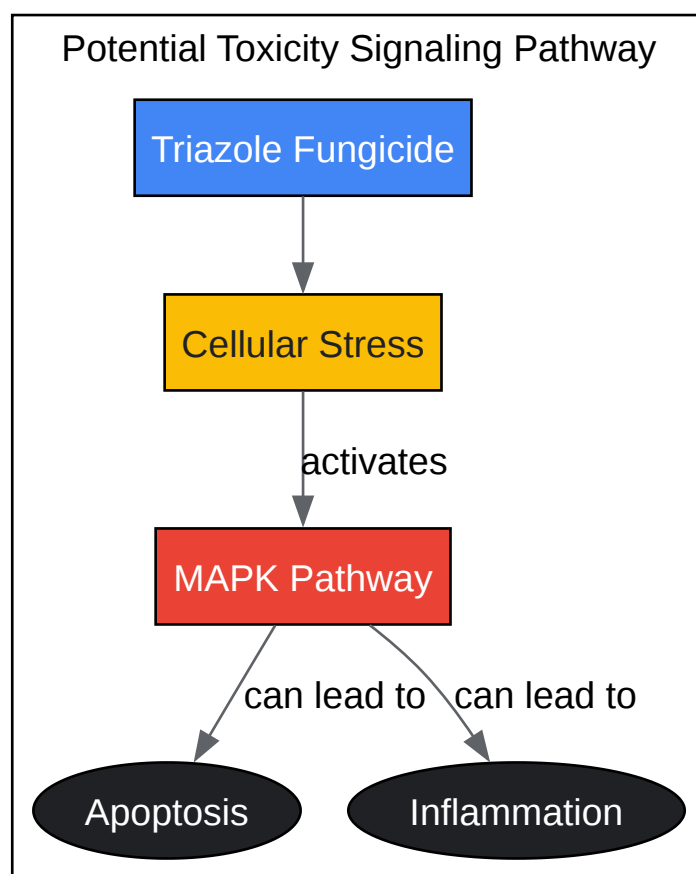 Potential Toxicity Signaling Pathway
Triazole Fungicide
Cellular Stress
activates
MAPK Pathway
can lead to
can lead to
Apoptosis
Inflammation